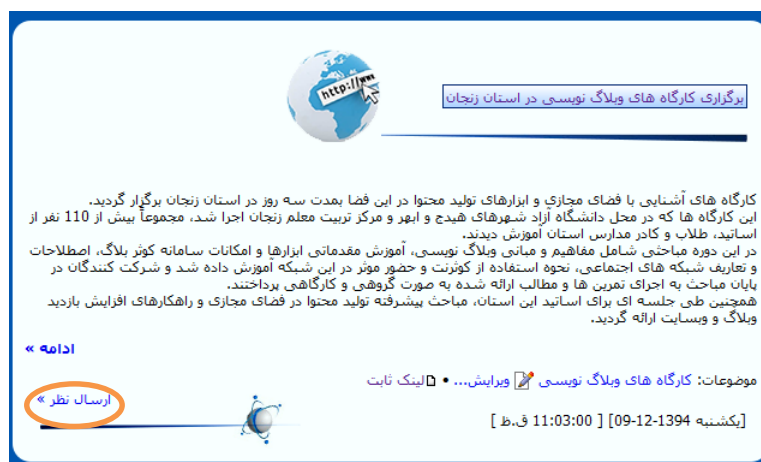 http://www
برگزاری کارگاه های وبلاگ نویسی در استان زنجان
کارگاه های آشنایی با فضای مجازی و ابزارهای تولید محتوا در این فضا بمدت سه روز در استان زنجان برگزار گردید.
این کارگاه ها که در محل دانشگاه آزاد شهرهای هیدج و ابهر و مرکز تربیت معلم زنجان اجرا شد، مجموعاً بیش از 110 نفر از
اساتید، طلاب و کادر مدارس استان آموزش دیدند.
در این دوره مباحثی شامل مفاهیم و مبانی وبلاگ نویسی، آموزش مقدماتی ابزارها و امکانات سامانه کوثر بلاگ، اصطلاحات
و تعاریف شبکه های اجتماعی، نحوه استفاده از کوثرنت و حضور موثر در این شبکه آموزش داده شد و شرکت کنندگان در
پایان مباحث به اجرای تمرین ها و مطالب ارائه شده به صورت گروهی و کارگاهی پرداختند.
همچنین طی جلسه ای برای اساتید این استان، مباحث پیشرفته تولید محتوا در فضای مجازی و راهکارهای افزایش بازدید
وبلاگ و وبسایت ارائه گردید.
ادامه »
موضوعات: کارگاه های وبلاگ نویسی ویرایش... • لینک ثابت
ارسال نظر »
[یکشنبه 1394-12-09] [ 11:03:00 ق.ظ ]